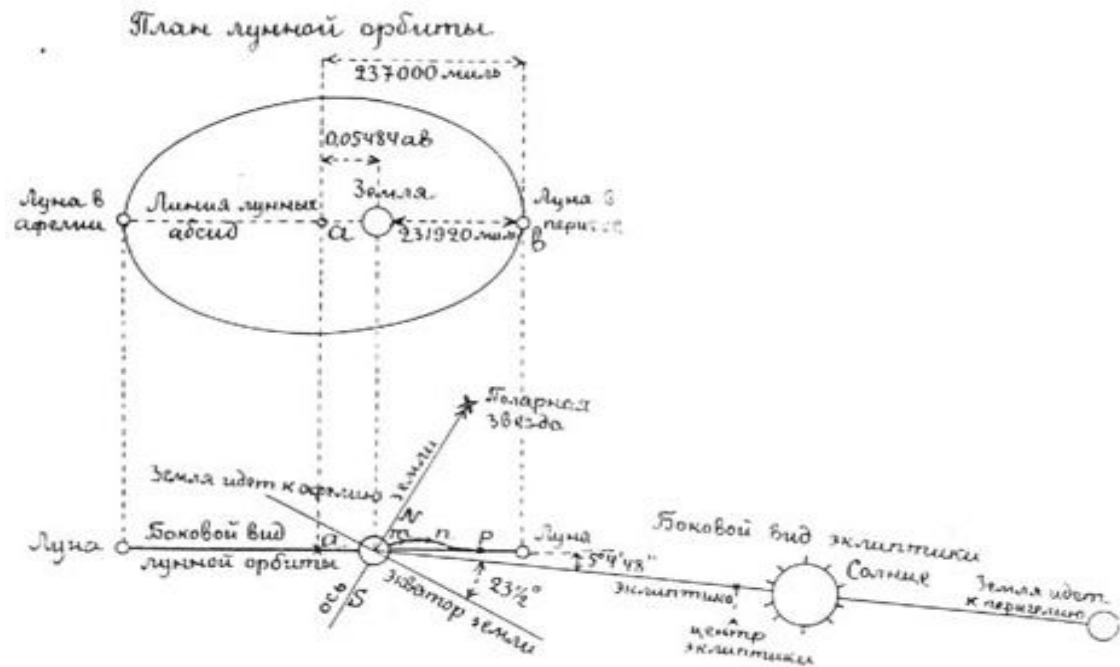 План лунной орбиты
237000 миль
0,05484ав
Земля
Луна в
афелии
Линия лунных
абсид
a
231920 миль
Луна в
B
Полярная
звезда
Земля идет к афелию
земли
N
m n P
Луна
Боковой вид
лунной орбиты
a
Луна
5°4'48"
ось
S
экватор земли
23½°
эклиптика
центр
эклиптики
Боковой вид эклиптики
Солнце
Земля идет
к перигелию